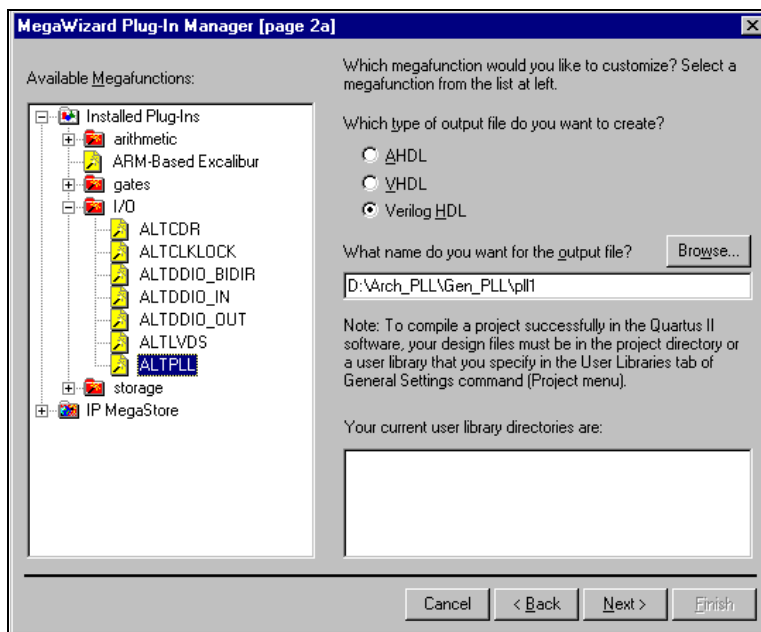 MegaWizard Plug-In Manager [page 2a]
Available Megafunctions:
Installed Plug-Ins
arithmetic
ARM-Based Excalibur
gates
I/O
ALTCDR
ALTCLKLOCK
ALTDDIO_BIDIR
ALTDDIO_IN
ALTDDIO_OUT
ALTLVDS
ALTPLL
storage
IP MegaStore
Which megafunction would you like to customize? Select a
megafunction from the list at left.
Which type of output file do you want to create?
AHDL
VHDL
Verilog HDL
What name do you want for the output file?
Browse...
D:\Arch_PLL\Gen_PLL\pll1
Note: To compile a project successfully in the Quartus II
software, your design files must be in the project directory or
a user library that you specify in the User Libraries tab of
General Settings command (Project menu).
Your current user library directories are:
Cancel
< Back
Next >
Finish